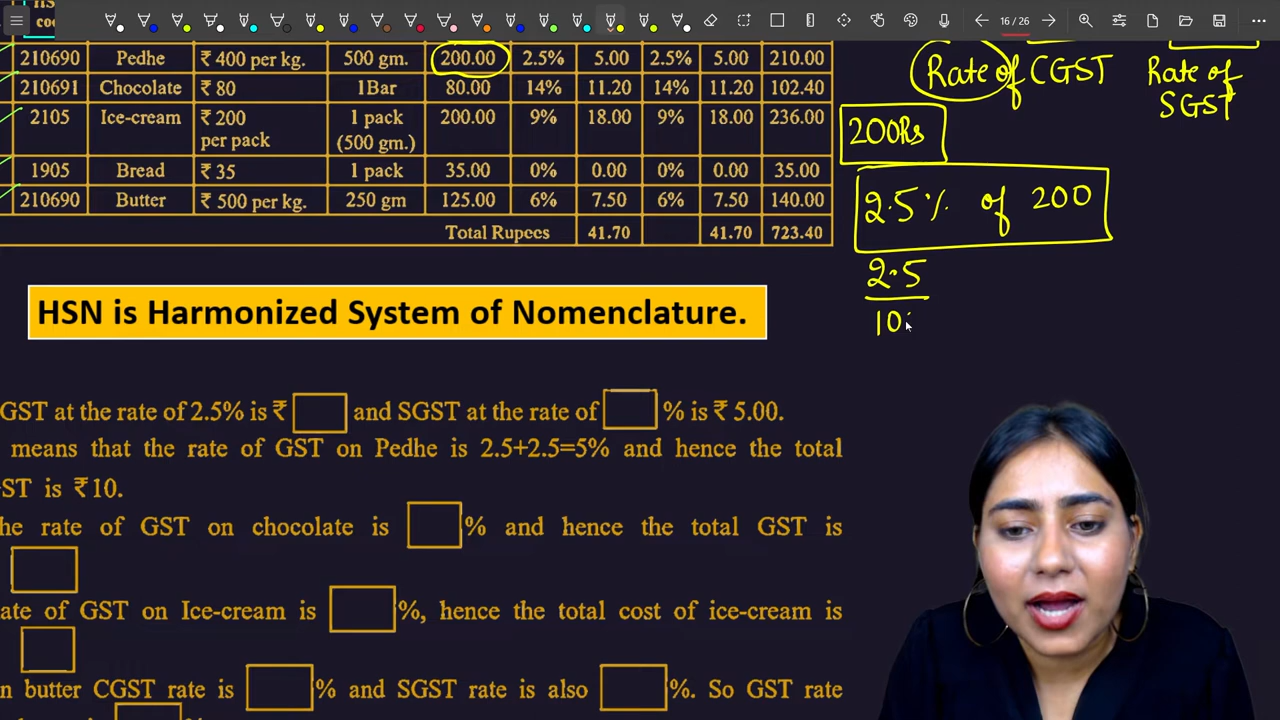 16/26
210690 Pedhe ₹ 400 per kg. 500 gm. 200.00 2.5% 5.00 2.5% 5.00 210.00
210691 Chocolate ₹ 80 1Bar 80.00 14% 11.20 14% 11.20 102.40
2105 Ice-cream ₹ 200 per pack 1 pack (500 gm.) 200.00 9% 18.00 9% 18.00 236.00
1905 Bread ₹ 35 1 pack 35.00 0% 0.00 0% 0.00 35.00
210690 Butter ₹ 500 per kg. 250 gm 125.00 6% 7.50 6% 7.50 140.00
Total Rupees 41.70 41.70 723.40
Rate of CGST
Rate of
SGST
200Rs
2.5% of 200
2.5
10
HSN is Harmonized System of Nomenclature.
GST at the rate of 2.5% is ₹ and SGST at the rate of % is ₹ 5.00.
means that the rate of GST on Pedhe is 2.5+2.5=5% and hence the total
ST is ₹10.
he rate of GST on chocolate is % and hence the total GST is
ate of GST on Ice-cream is %, hence the total cost of ice-cream is
n butter CGST rate is % and SGST rate is also %. So GST rate